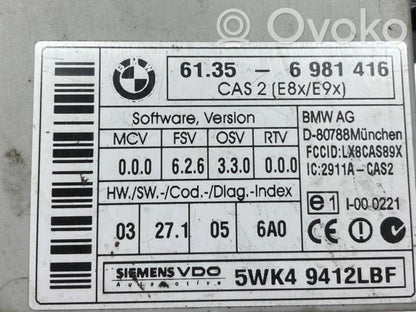 Ovoko
BMW
61.35 - 6 981 416
CAS 2 (E8x/E9x)
Software, Version
MCV FSV OSV RTV
0.0.0 6.2.6 3.3.0 0.0.0
HW./SW.-/Cod.-/Diag.-Index
03 27.1 05 6A0
BMW AG
D-80788München
FCCID:LX8CAS89X
IC:2911A-CAS2
e1 I-00 0221
CE N
SIEMENS VDO
Automotive
5WK4 9412LBF